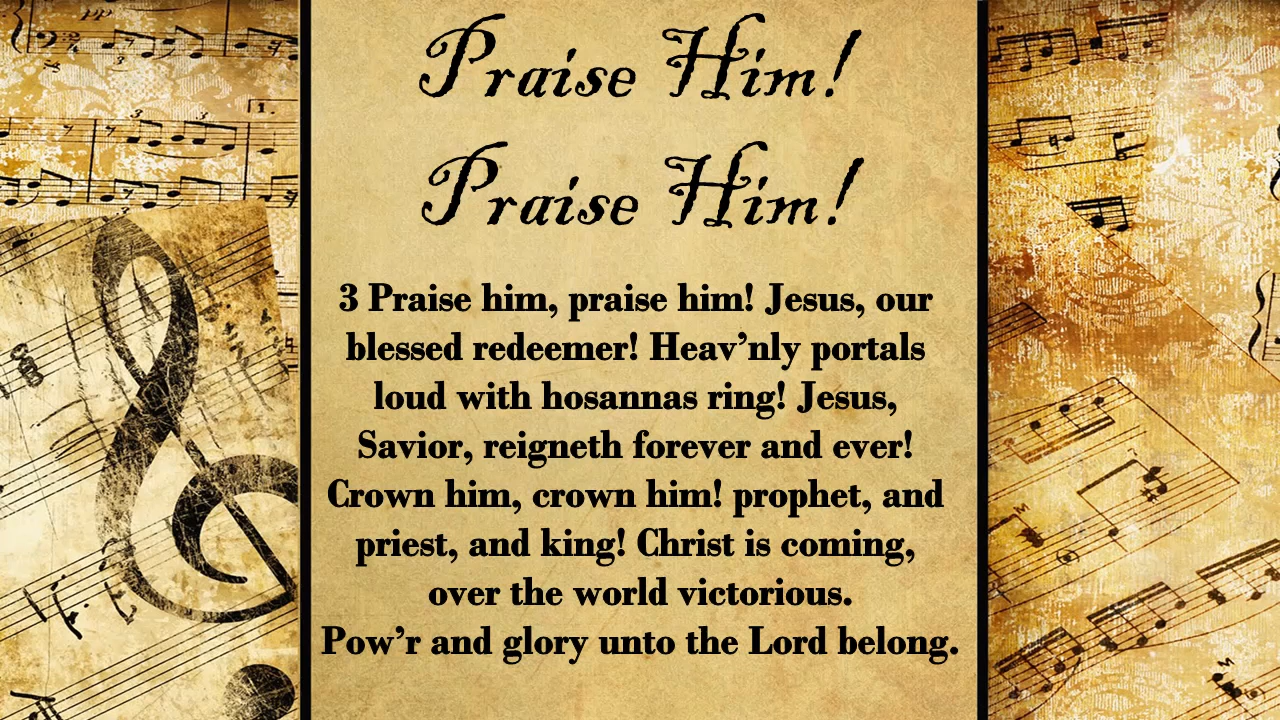 Praise Him!
Praise Him!
3 Praise him, praise him! Jesus, our
blessed redeemer! Heav’nly portals
loud with hosannas ring! Jesus,
Savior, reigneth forever and ever!
Crown him, crown him! prophet, and
priest, and king! Christ is coming,
over the world victorious.
Pow’r and glory unto the Lord belong.